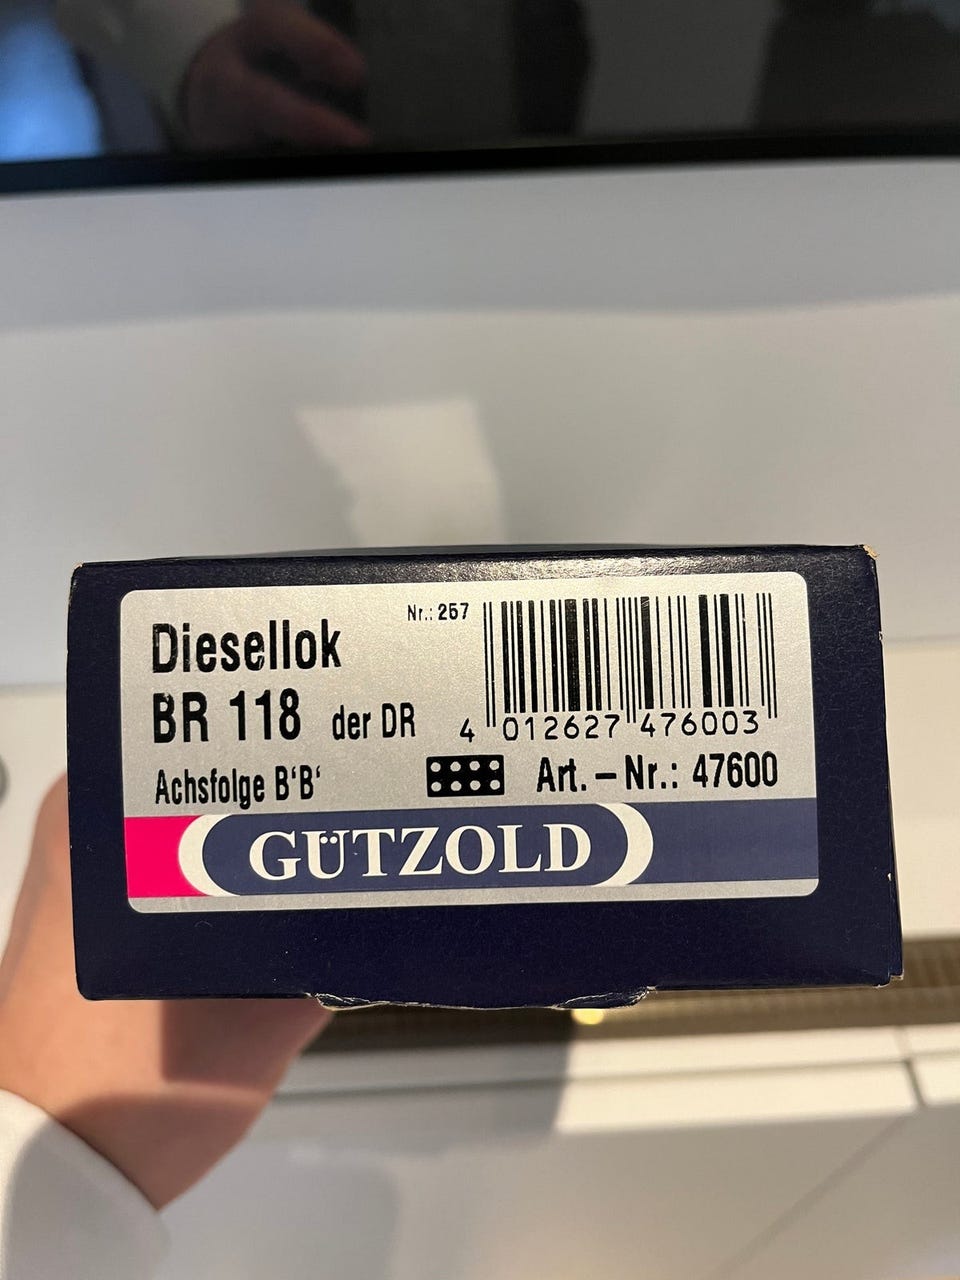 Nr.: 257
Diesellok
BR 118 der DR
4 012627 476003
Achsfolge B'B'
Art. – Nr.: 47600
GÜTZOLD